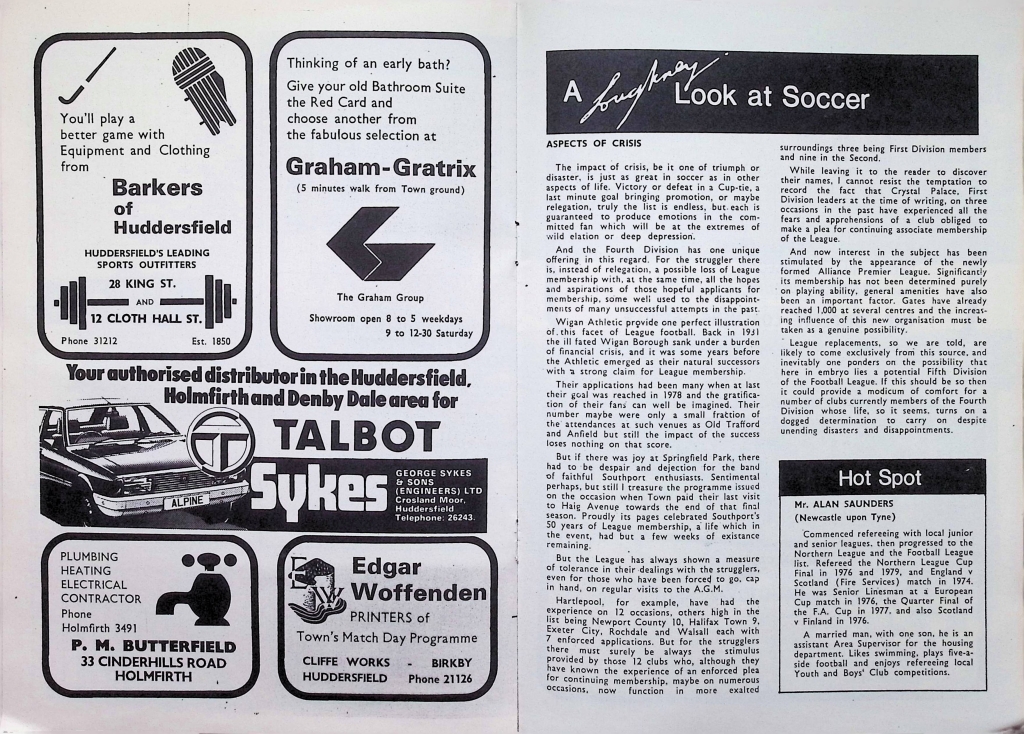 You'll play a
better game with
Equipment and Clothing
from
Barkers
of
Huddersfield
HUDDERSFIELD'S LEADING
SPORTS OUTFITTERS
28 KING ST.
AND
12 CLOTH HALL ST.
Phone 31212 Est. 1850
Thinking of an early bath?
Give your old Bathroom Suite
the Red Card and
choose another from
the fabulous selection at
Graham-Gratrix
(5 minutes walk from Town ground)
The Graham Group
Showroom open 8 to 5 weekdays
9 to 12-30 Saturday
Your authorised distributor in the Huddersfield,
Holmfirth and Denby Dale area for
TALBOT
ALPINE
Sykes
GEORGE SYKES
& SONS
(ENGINEERS) LTD
Crosland Moor,
Huddersfield
Telephone: 26243.
PLUMBING
HEATING
ELECTRICAL
CONTRACTOR
Phone
Holmfirth 3491
P. M. BUTTERFIELD
33 CINDERHILLS ROAD
HOLMFIRTH
EW
Edgar
Woffenden
PRINTERS of
Town's Match Day Programme
CLIFFE WORKS - BIRKBY
HUDDERSFIELD Phone 21126
A Loughney Look at Soccer
ASPECTS OF CRISIS
The impact of crisis, be it one of triumph or
disaster, is just as great in soccer as in other
aspects of life. Victory or defeat in a Cup-tie, a
last minute goal bringing promotion, or maybe
relegation, truly the list is endless, but each is
guaranteed to produce emotions in the com-
mitted fan which will be at the extremes of
wild elation or deep depression.
And the Fourth Division has one unique
offering in this regard. For the struggler there
is, instead of relegation, a possible loss of League
membership with, at the same time, all the hopes
and aspirations of those hopeful applicants for
membership, some well used to the disappoint-
ments of many unsuccessful attempts in the past.
Wigan Athletic provide one perfect illustration
of this facet of League football. Back in 1931
the ill fated Wigan Borough sank under a burden
of financial crisis, and it was some years before
the Athletic emerged as their natural successors
with a strong claim for League membership.
Their applications had been many when at last
their goal was reached in 1978 and the gratifica-
tion of their fans can well be imagined. Their
number maybe were only a small fraction of
the attendances at such venues as Old Trafford
and Anfield but still the impact of the success
loses nothing on that score.
But if there was joy at Springfield Park, there
had to be despair and dejection for the band
of faithful Southport enthusiasts. Sentimental
perhaps, but still I treasure the programme issued
on the occasion when Town paid their last visit
to Haig Avenue towards the end of that final
season. Proudly its pages celebrated Southport's
50 years of League membership, a life which in
the event, had but a few weeks of existance
remaining.
But the League has always shown a measure
of tolerance in their dealings with the strugglers,
even for those who have been forced to go, cap
in hand, on regular visits to the A.G.M.
Hartlepool, for example, have had the
experience on 12 occasions, others high in the
list being Newport County 10, Halifax Town 9,
Exeter City, Rochdale and Walsall each with
7 enforced applications. But for the strugglers
there must surely be always the stimulus
provided by those 12 clubs who, although they
have known the experience of an enforced plea
for continuing membership, maybe on numerous
occasions, now function in more exalted
surroundings three being First Division members
and nine in the Second.
While leaving it to the reader to discover
their names, I cannot resist the temptation to
record the fact that Crystal Palace, First
Division leaders at the time of writing, on three
occasions in the past have experienced all the
fears and apprehensions of a club obliged to
make a plea for continuing associate membership
of the League.
And now interest in the subject has been
stimulated by the appearance of the newly
formed Alliance Premier League. Significantly
its membership has not been determined purely
on playing ability, general amenities have also
been an important factor. Gates have already
reached 1,000 at several centres and the increas-
ing influence of this new organisation must be
taken as a genuine possibility.
League replacements, so we are told, are
likely to come exclusively from this source, and
inevitably one ponders on the possibility that
here in embryo lies a potential Fifth Division
of the Football League. If this should be so then
it could provide a modicum of comfort for a
number of clubs currently members of the Fourth
Division whose life, so it seems, turns on a
dogged determination to carry on despite
unending disasters and disappointments.
Hot Spot
Mr. ALAN SAUNDERS
(Newcastle upon Tyne)
Commenced refereeing with local junior
and senior leagues, then progressed to the
Northern League and the Football League
list. Refereed the Northern League Cup
Final in 1976 and 1979, and England v
Scotland (Fire Services) match in 1974.
He was Senior Linesman at a European
Cup match in 1976, the Quarter Final of
the F.A. Cup in 1977, and also Scotland
v Finland in 1976.
A married man, with one son, he is an
assistant Area Supervisor for the housing
department. Likes swimming, plays five-a-
side football and enjoys refereeing local
Youth and Boys' Club competitions.